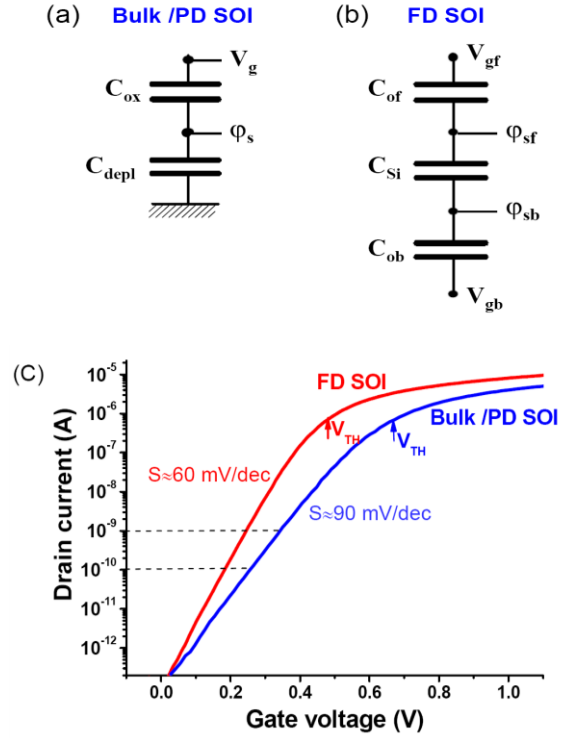 (a) Bulk /PD SOI
V_g
C_ox
φ_s
C_depl
(b) FD SOI
V_gf
C_of
φ_sf
C_Si
φ_sb
C_ob
V_gb
(C)
Drain current (A)
10^-5
10^-6
10^-7
10^-8
10^-9
10^-10
10^-11
10^-12
FD SOI
Bulk /PD SOI
V_TH
V_TH
S≈60 mV/dec
S≈90 mV/dec
0.0 0.2 0.4 0.6 0.8 1.0
Gate voltage (V)